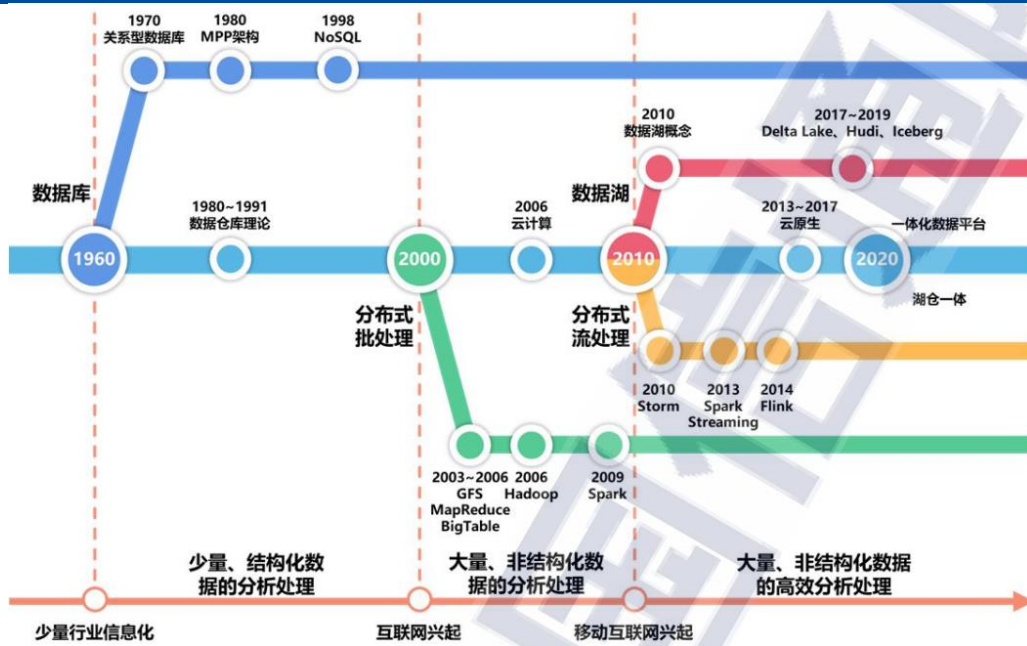 1970
关系型数据库
1980
MPP架构
1998
NoSQL
2010
数据湖概念
2017~2019
Delta Lake、Hudi、Iceberg
数据库
1980~1991
数据仓库理论
2006
云计算
数据湖
2013~2017
云原生
一体化数据平台
1960
2000
2010
2020
湖仓一体
分布式
批处理
分布式
流处理
2010
Storm
2013
Spark
Streaming
2014
Flink
2003~2006
GFS
MapReduce
BigTable
2006
Hadoop
2009
Spark
少量、结构化数
据的分析处理
大量、非结构化数
据的分析处理
大量、非结构化数据
的高效分析处理
少量行业信息化
互联网兴起
移动互联网兴起